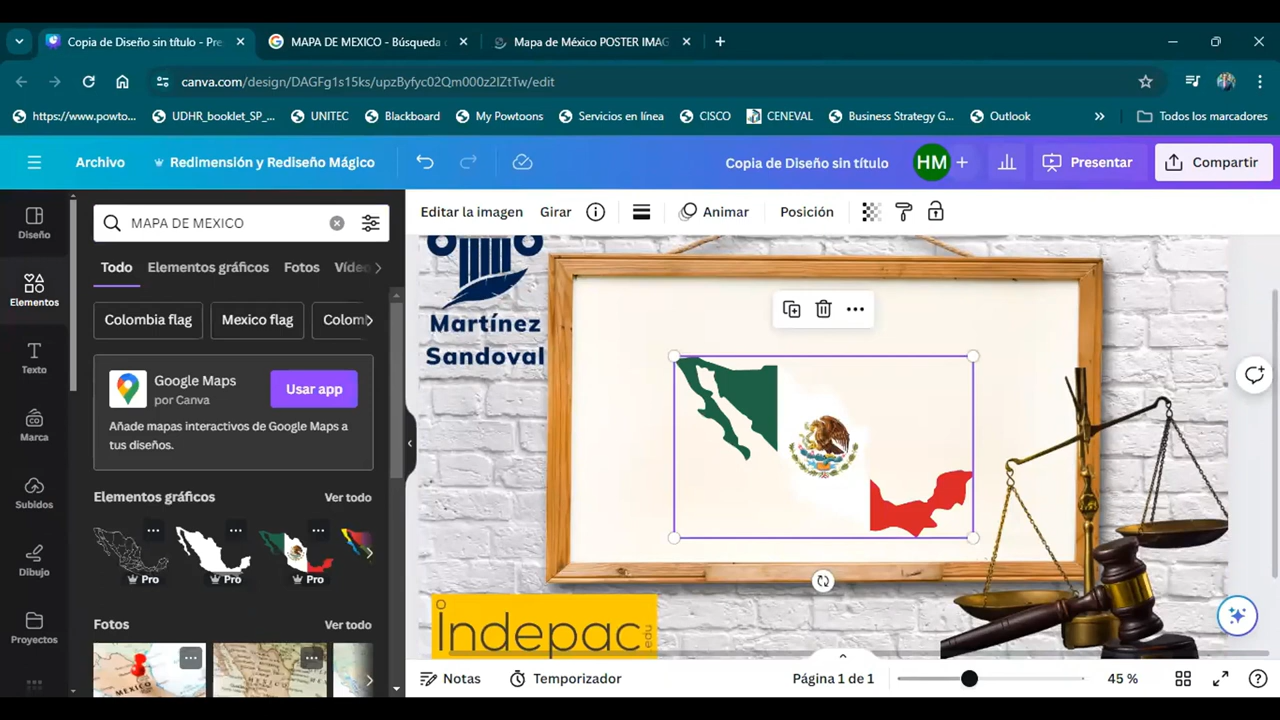 Copia de Diseño sin título - Pre
MAPA DE MEXICO - Búsqueda
Mapa de México POSTER IMAG
canva.com/design/DAGFg1s15ks/upzByfyc02Qm000z2IZtTw/edit
https://www.powto...
UDHR_booklet_SP_...
UNITEC
Blackboard
My Powtoons
Servicios en línea
CISCO
CENEVAL
Business Strategy G...
Outlook
Todos los marcadores
Archivo
Redimensión y Rediseño Mágico
Copia de Diseño sin título
HM
Presentar
Compartir
Diseño
Elementos
Texto
Marca
Subidos
Dibujo
Proyectos
MAPA DE MEXICO
Todo
Elementos gráficos
Fotos
Vídeo
Colombia flag
Mexico flag
Colom
Google Maps
por Canva
Usar app
Añade mapas interactivos de Google Maps a
tus diseños.
Elementos gráficos
Ver todo
Pro
Pro
Pro
Fotos
Ver todo
MEXICO
Editar la imagen
Girar
Animar
Posición
Martínez
Sandoval
Indepac
edu
Notas
Temporizador
Página 1 de 1
45 %